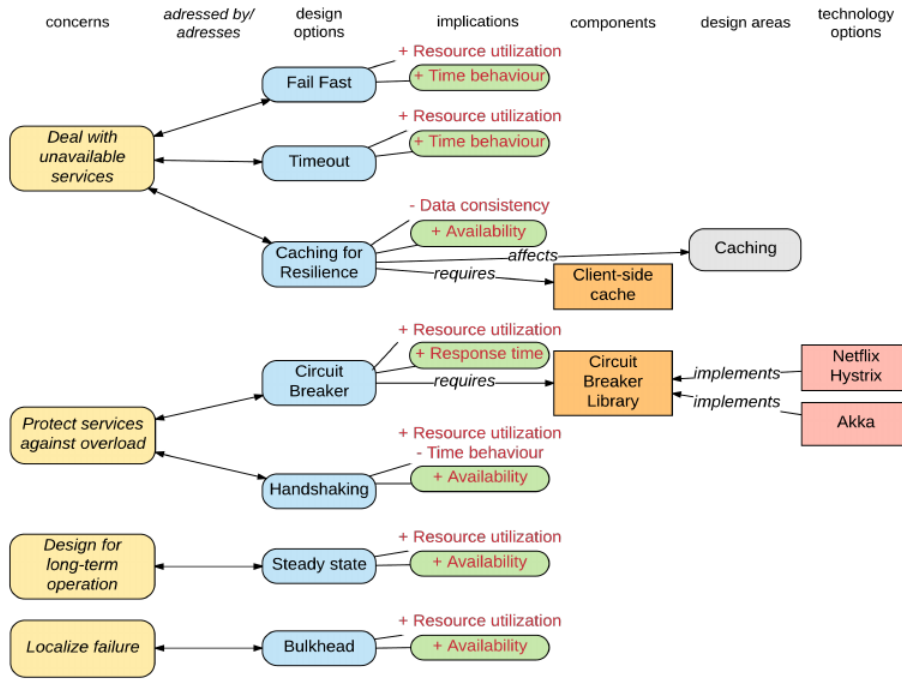 concerns
adressed by/
adresses
design
options
implications
components
design areas
technology
options
Deal with
unavailable
services
Fail Fast
+ Resource utilization
+ Time behaviour
Timeout
+ Resource utilization
+ Time behaviour
Caching for
Resilience
- Data consistency
+ Availability
affects
Caching
requires
Client-side
cache
Protect services
against overload
Circuit
Breaker
+ Resource utilization
+ Response time
requires
Circuit
Breaker
Library
implements
Netflix
Hystrix
implements
Akka
Handshaking
+ Resource utilization
- Time behaviour
+ Availability
Design for
long-term
operation
Steady state
+ Resource utilization
+ Availability
Localize failure
Bulkhead
+ Resource utilization
+ Availability